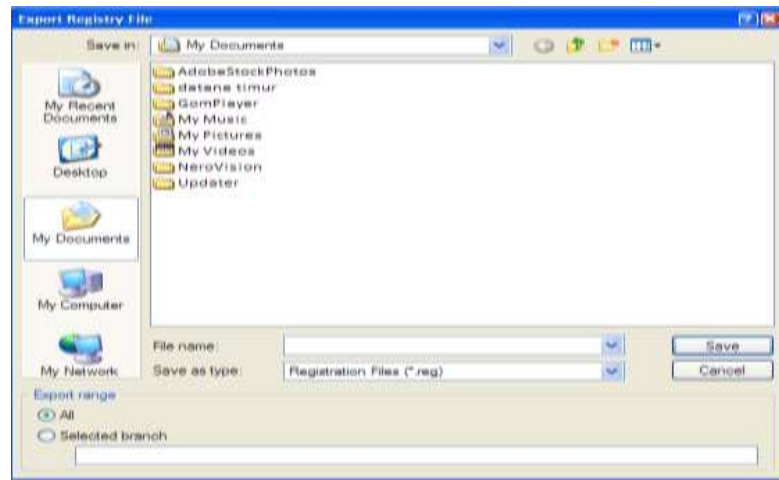 Export Registry File
Save in: My Documents
My Recent Documents
Desktop
My Documents
My Computer
My Network
AdobeStockPhotos
datane timur
GomPlayer
My Music
My Pictures
My Videos
NeroVision
Updater
File name: Save
Save as type: Registration Files (*.reg) Cancel
Export range
All
Selected branch